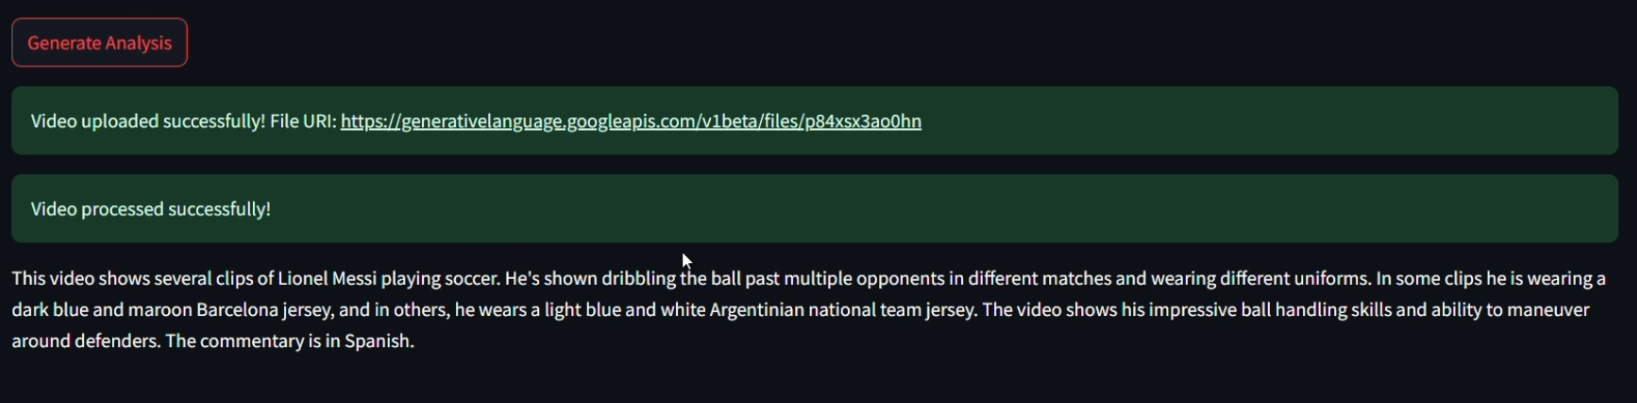 Generate Analysis
Video uploaded successfully! File URI: https://generativelanguage.googleapis.com/v1beta/files/p84xsx3ao0hn
Video processed successfully!
This video shows several clips of Lionel Messi playing soccer. He's shown dribbling the ball past multiple opponents in different matches and wearing different uniforms. In some clips he is wearing a
dark blue and maroon Barcelona jersey, and in others, he wears a light blue and white Argentinian national team jersey. The video shows his impressive ball handling skills and ability to maneuver
around defenders. The commentary is in Spanish.